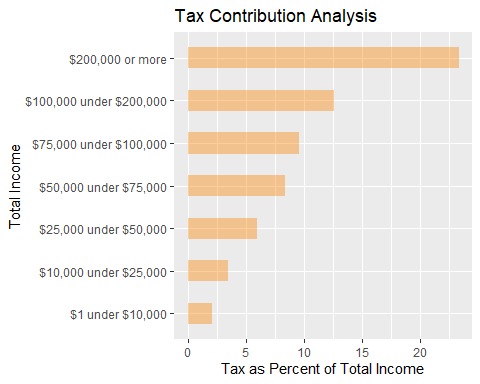 Tax Contribution Analysis
Total Income
$200,000 or more
$100,000 under $200,000
$75,000 under $100,000
$50,000 under $75,000
$25,000 under $50,000
$10,000 under $25,000
$1 under $10,000
0 5 10 15 20
Tax as Percent of Total Income